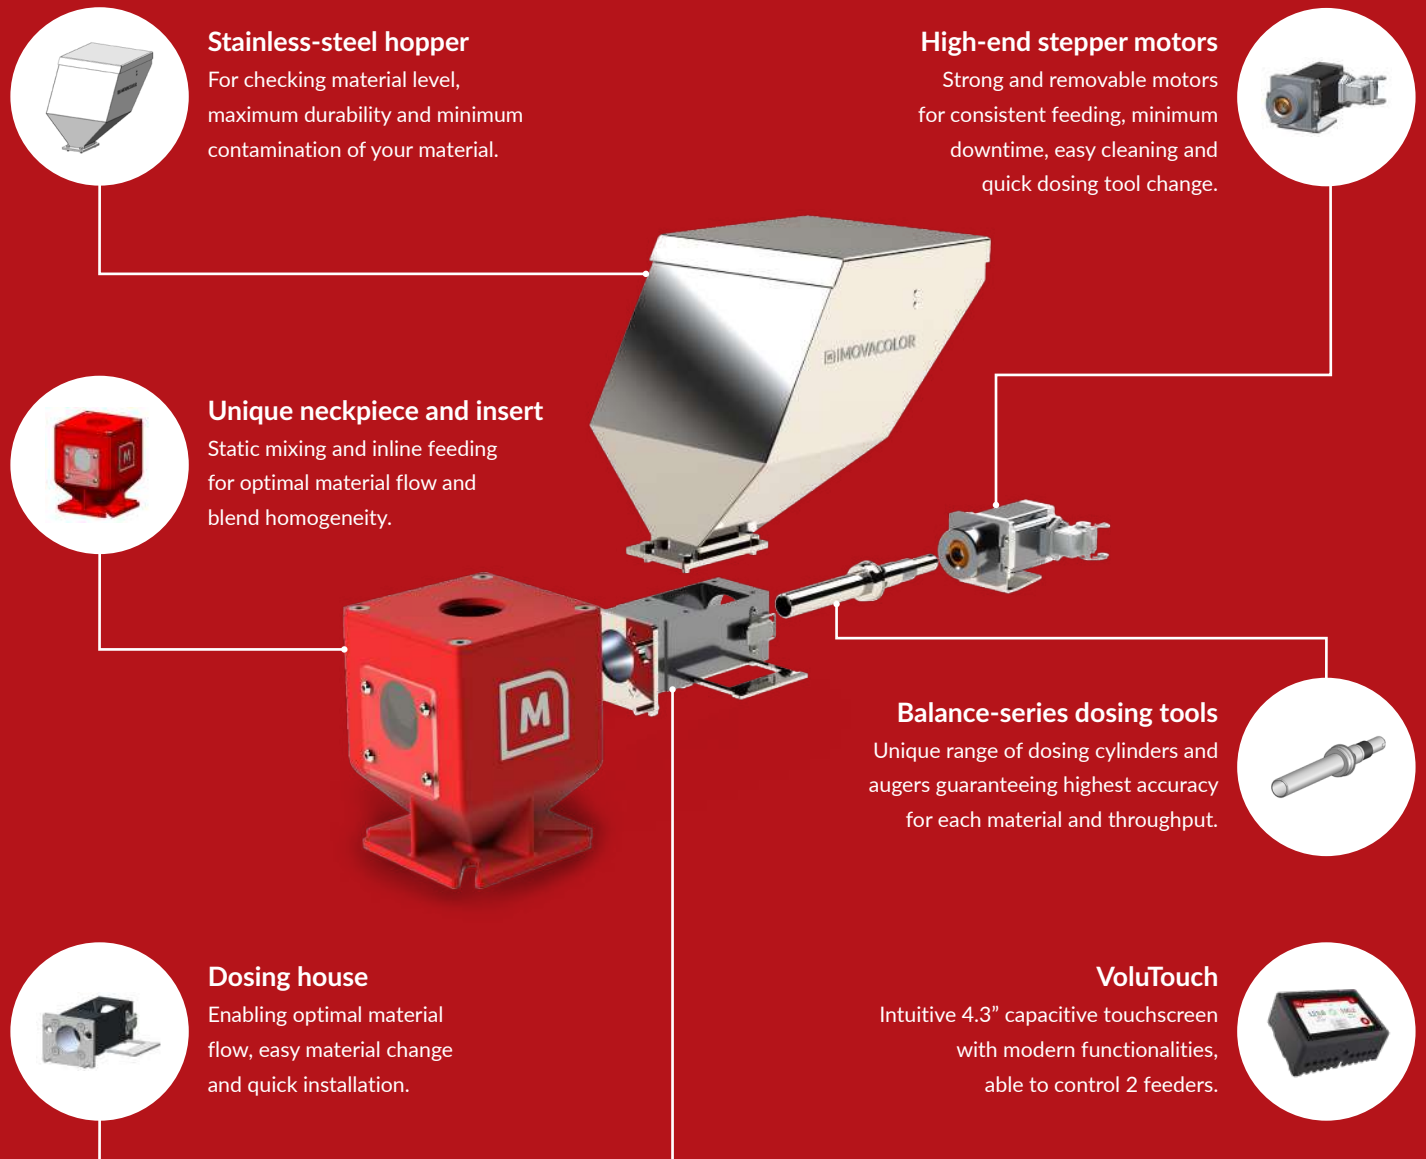 Stainless-steel hopper
For checking material level,
maximum durability and minimum
contamination of your material.
High-end stepper motors
Strong and removable motors
for consistent feeding, minimum
downtime, easy cleaning and
quick dosing tool change.
MOVACOLOR
Unique neckpiece and insert
Static mixing and inline feeding
for optimal material flow and
blend homogeneity.
M
M
Balance-series dosing tools
Unique range of dosing cylinders and
augers guaranteeing highest accuracy
for each material and throughput.
Dosing house
Enabling optimal material
flow, easy material change
and quick installation.
VoluTouch
Intuitive 4.3” capacitive touchscreen
with modern functionalities,
able to control 2 feeders.